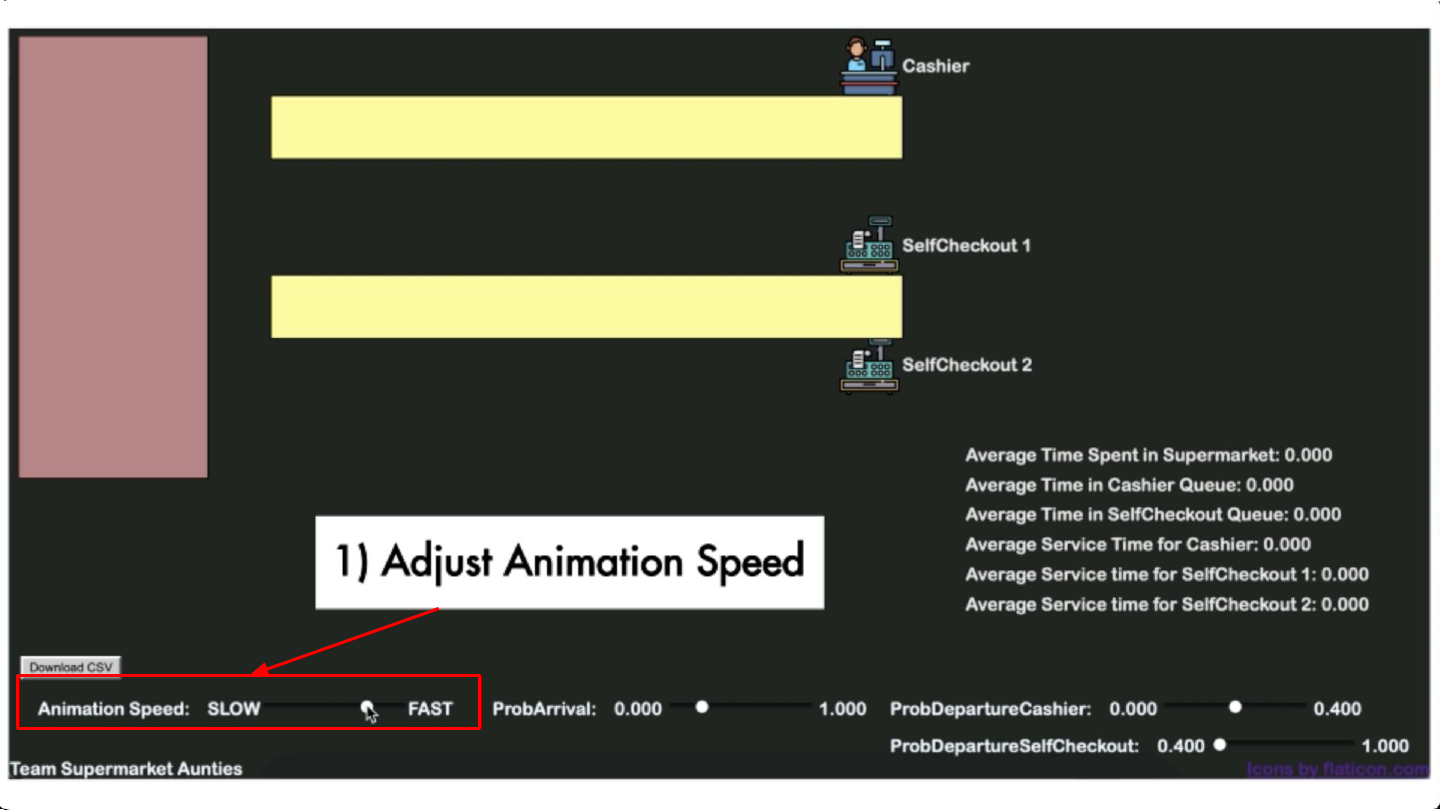 Cashier
SelfCheckout 1
SelfCheckout 2
Average Time Spent in Supermarket: 0.000
Average Time in Cashier Queue: 0.000
Average Time in SelfCheckout Queue: 0.000
Average Service Time for Cashier: 0.000
Average Service time for SelfCheckout 1: 0.000
Average Service time for SelfCheckout 2: 0.000
1) Adjust Animation Speed
Download CSV
Animation Speed: SLOW FAST ProbArrival: 0.000 1.000 ProbDepartureCashier: 0.000 0.400
ProbDepartureSelfCheckout: 0.400 1.000
Team Supermarket Aunties
Icons by flaticon.com